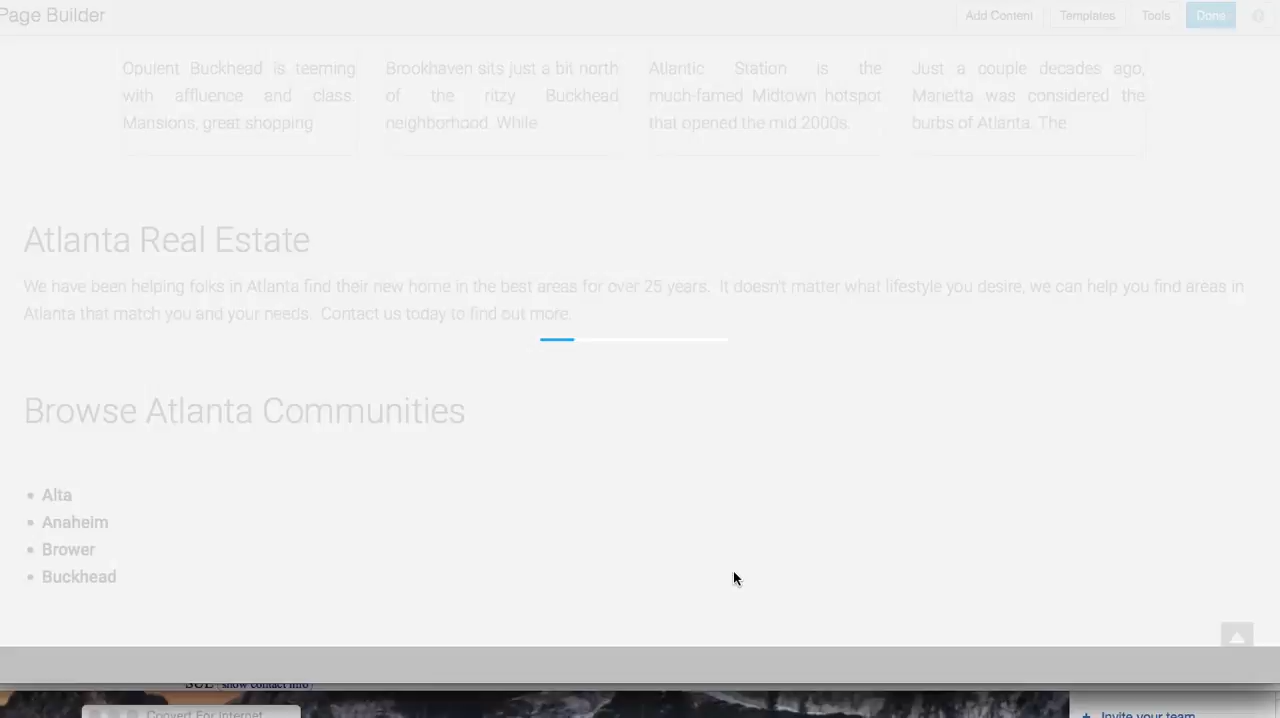 Page Builder
Add Content Templates Tools Done
Opulent Buckhead is teeming
with affluence and class.
Mansions, great shopping
Brookhaven sits just a bit north
of the ritzy Buckhead
neighborhood. While
Atlantic Station is the
much-famed Midtown hotspot
that opened the mid 2000s.
Just a couple decades ago,
Marietta was considered the
burbs of Atlanta. The
Atlanta Real Estate
We have been helping folks in Atlanta find their new home in the best areas for over 25 years. It doesn't matter what lifestyle you desire, we can help you find areas in
Atlanta that match you and your needs. Contact us today to find out more.
Browse Atlanta Communities
• Alta
• Anaheim
• Brower
• Buckhead
show contact info)
Convert For Internet
+ Invite your team